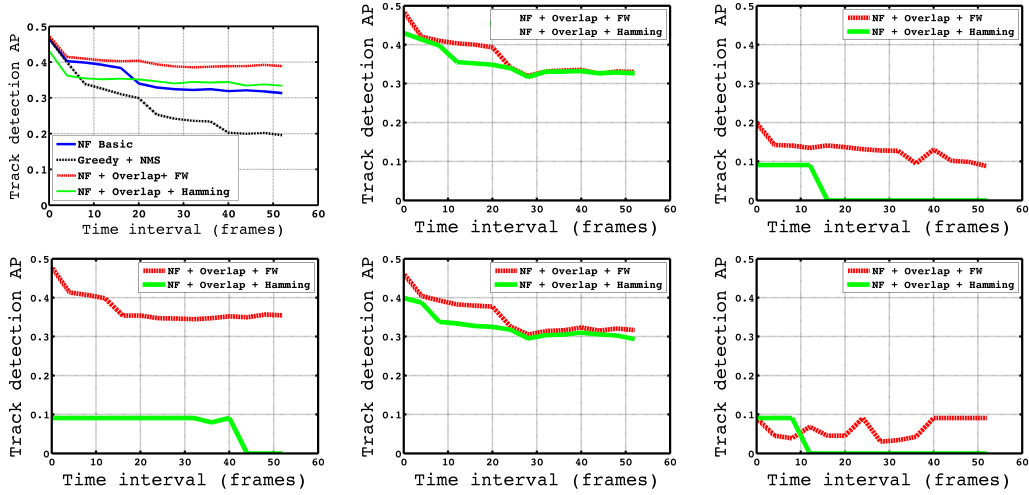 Track detection AP
0.5
0.4
0.3
0.2
0.1
0
NF Basic
Greedy + NMS
NF + Overlap+ FW
NF + Overlap + Hamming
0 10 20 30 40 50 60
Time interval (frames)
Track detection AP
0.5
0.4
0.3
0.2
0.1
0
NF + Overlap + FW
NF + Overlap + Hamming
0 10 20 30 40 50 60
Time interval (frames)
Track detection AP
0.5
0.4
0.3
0.2
0.1
0
NF + Overlap + FW
NF + Overlap + Hamming
0 10 20 30 40 50 60
Time interval (frames)
Track detection AP
0.5
0.4
0.3
0.2
0.1
0
NF + Overlap + FW
NF + Overlap + Hamming
0 10 20 30 40 50 60
Time interval (frames)
Track detection AP
0.5
0.4
0.3
0.2
0.1
0
NF + Overlap + FW
NF + Overlap + Hamming
0 10 20 30 40 50 60
Time interval (frames)
Track detection AP
0.5
0.4
0.3
0.2
0.1
0
NF + Overlap + FW
NF + Overlap + Hamming
0 10 20 30 40 50 60
Time interval (frames)